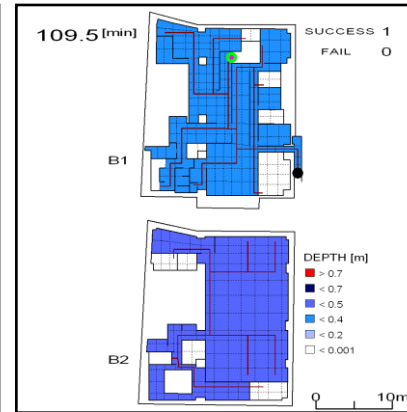 109.5 [min]
SUCCESS 1
FAIL 0
B1
B2
DEPTH [m]
> 0.7
< 0.7
< 0.5
< 0.4
< 0.2
< 0.001
0 10m